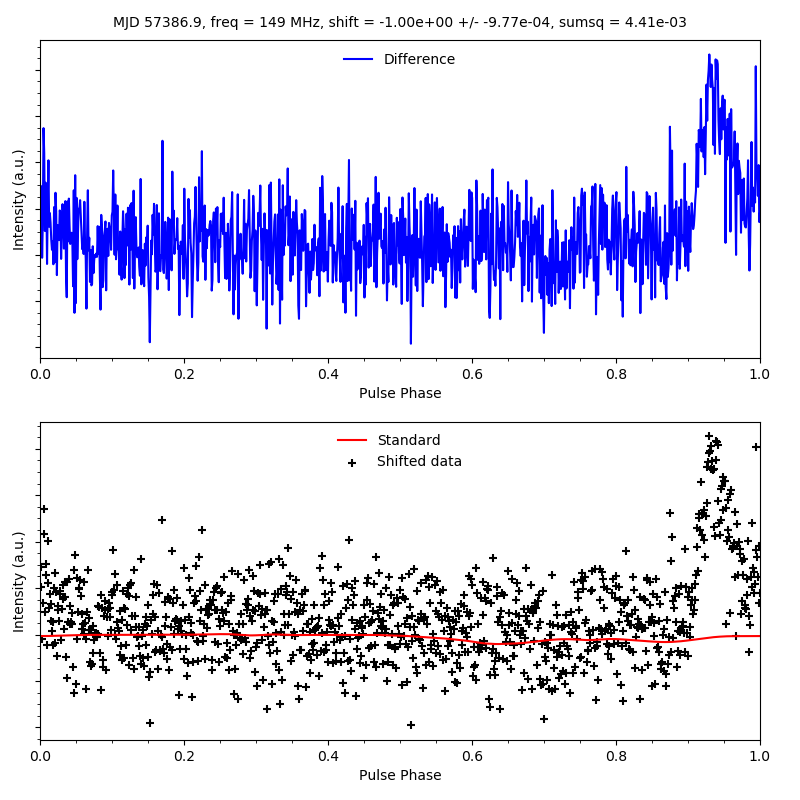 MJD 57386.9, freq = 149 MHz, shift = -1.00e+00 +/- -9.77e-04, sumsq = 4.41e-03
Difference
Intensity (a.u.)
0.0 0.2 0.4 0.6 0.8 1.0
Pulse Phase
Standard
Shifted data
Intensity (a.u.)
0.0 0.2 0.4 0.6 0.8 1.0
Pulse Phase